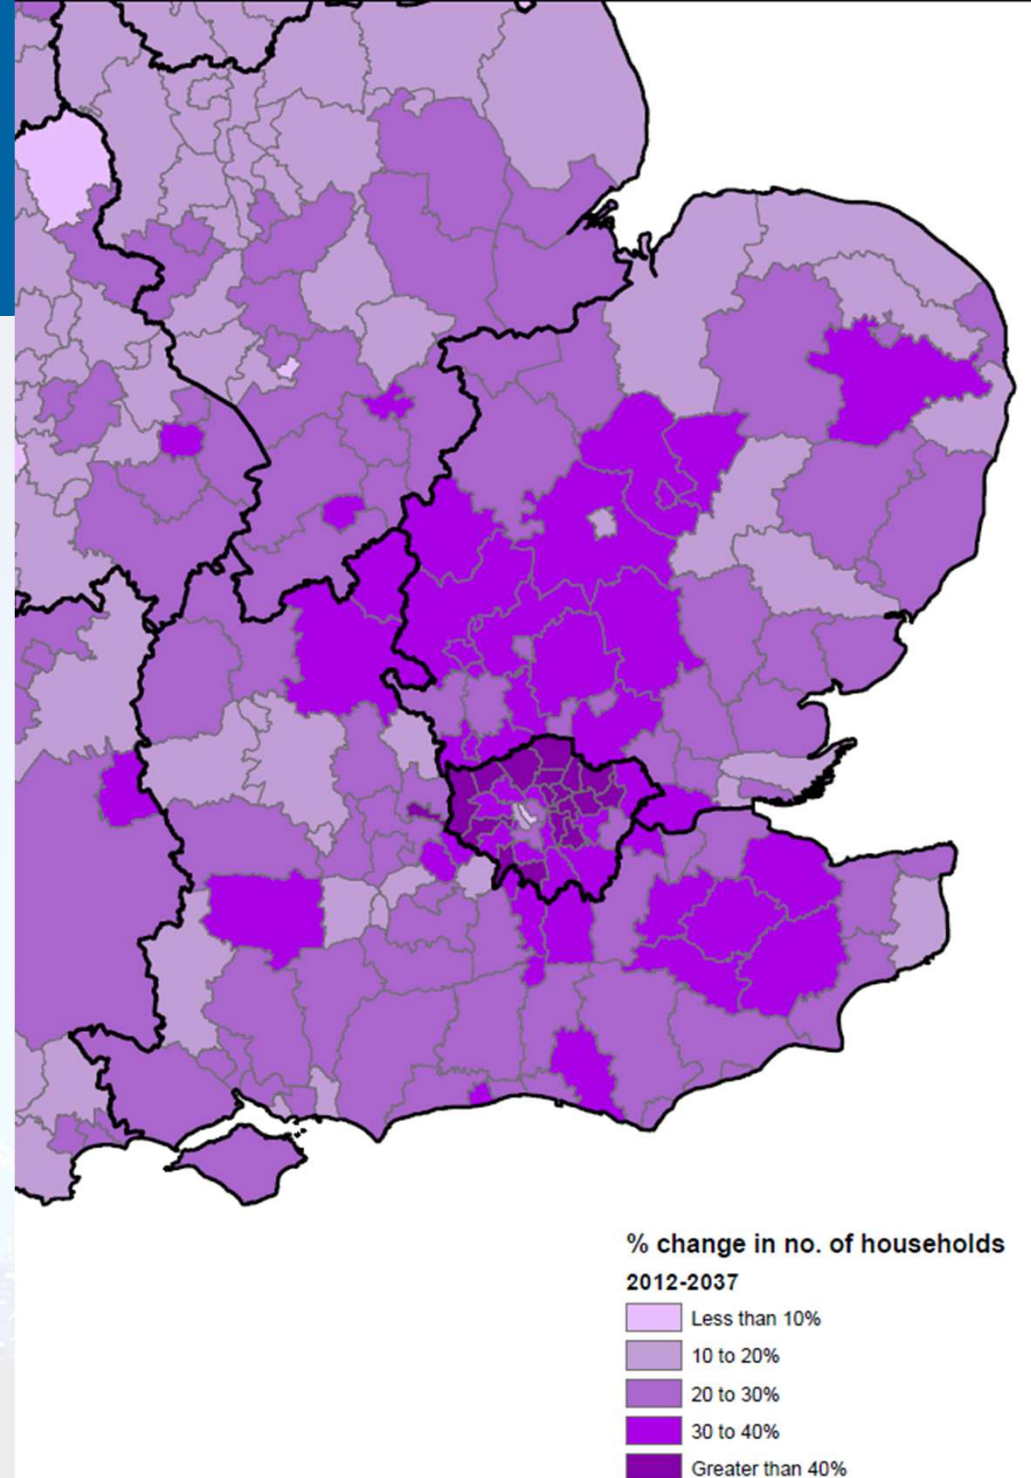 % change in no. of households
2012-2037
Less than 10%
10 to 20%
20 to 30%
30 to 40%
Greater than 40%